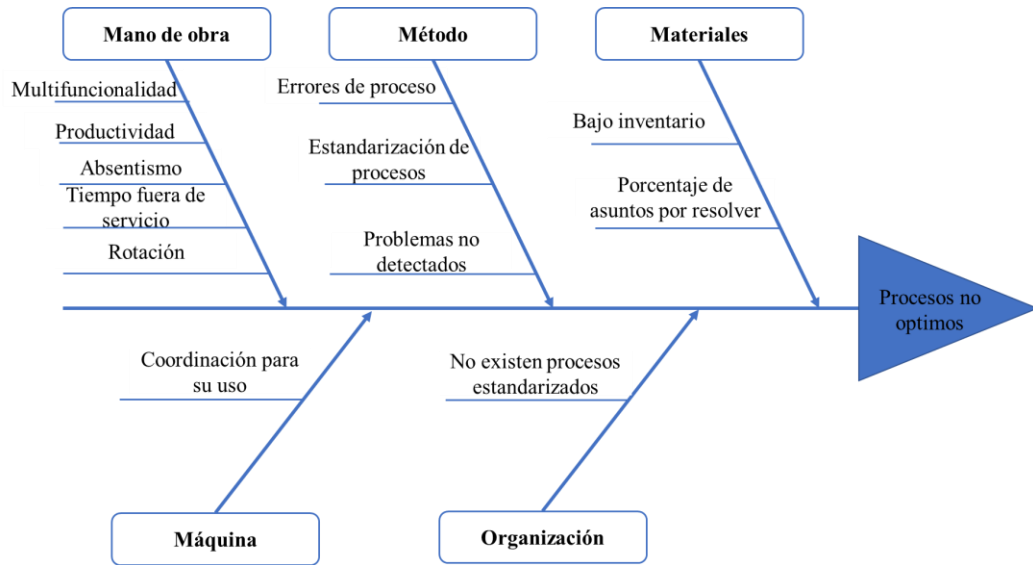 Mano de obra
Método
Materiales
Multifuncionalidad
Productividad
Absentismo
Tiempo fuera de
servicio
Rotación
Errores de proceso
Estandarización de
procesos
Problemas no
detectados
Bajo inventario
Porcentaje de
asuntos por resolver
Procesos no
optimos
Coordinación para
su uso
No existen procesos
estandarizados
Máquina
Organización